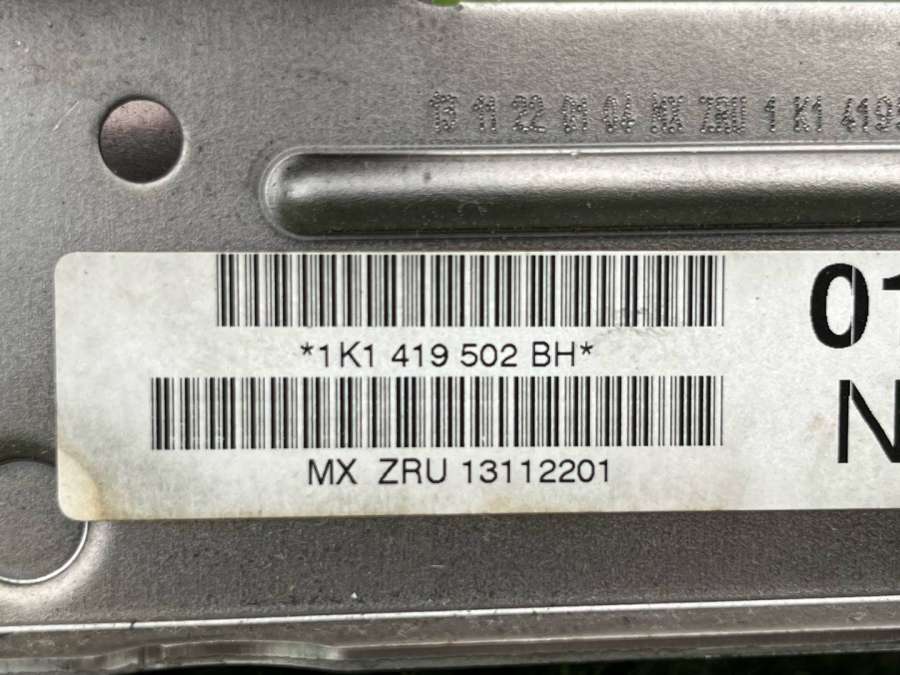 13 11 22 01 04 MX ZRU 1 K1 419
01
*1K1 419 502 BH*
N
MX ZRU 13112201